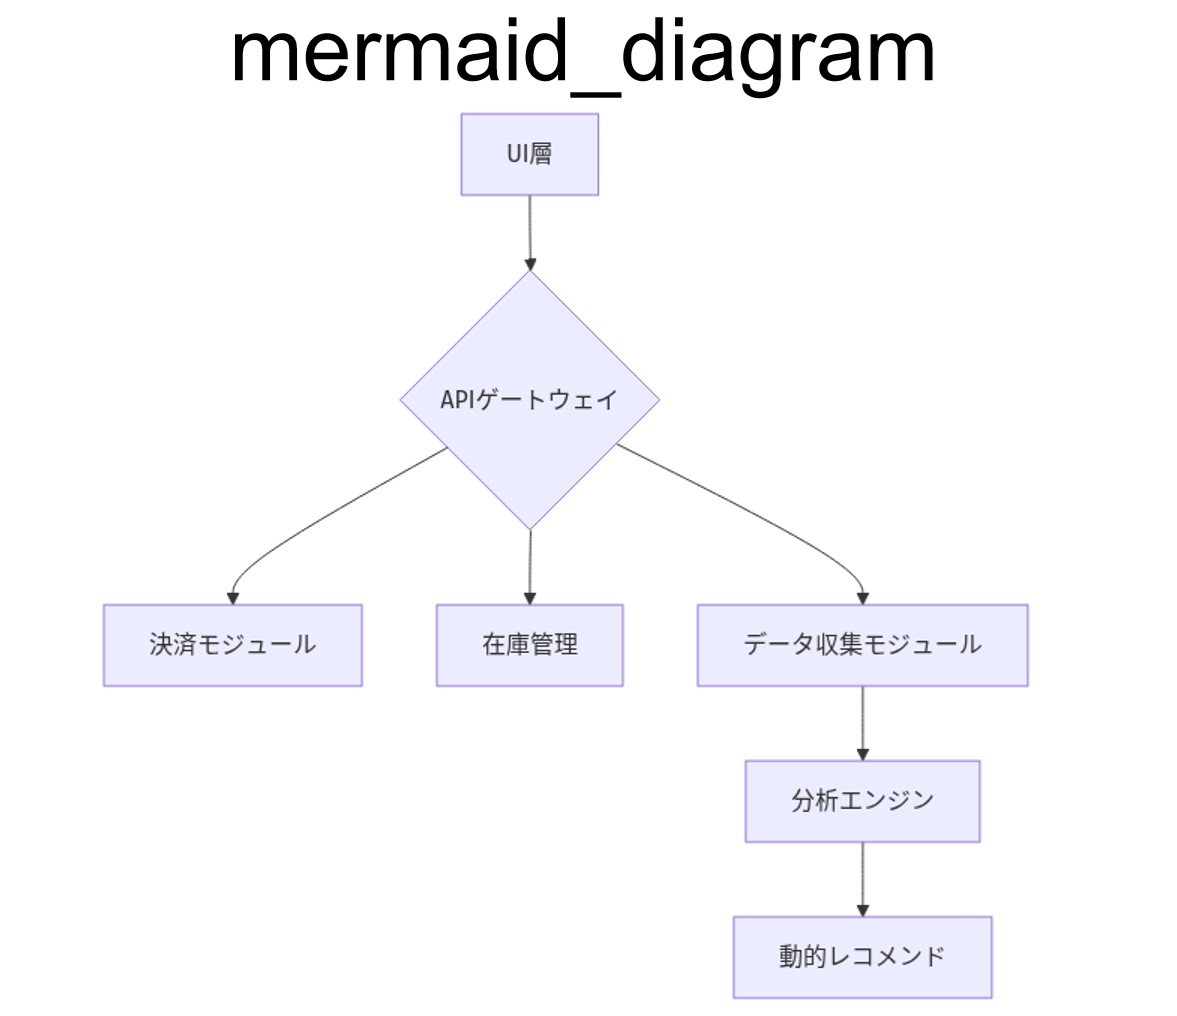 mermaid_diagram
UI層
APIゲートウェイ
決済モジュール
在庫管理
データ収集モジュール
分析エンジン
動的レコメンド